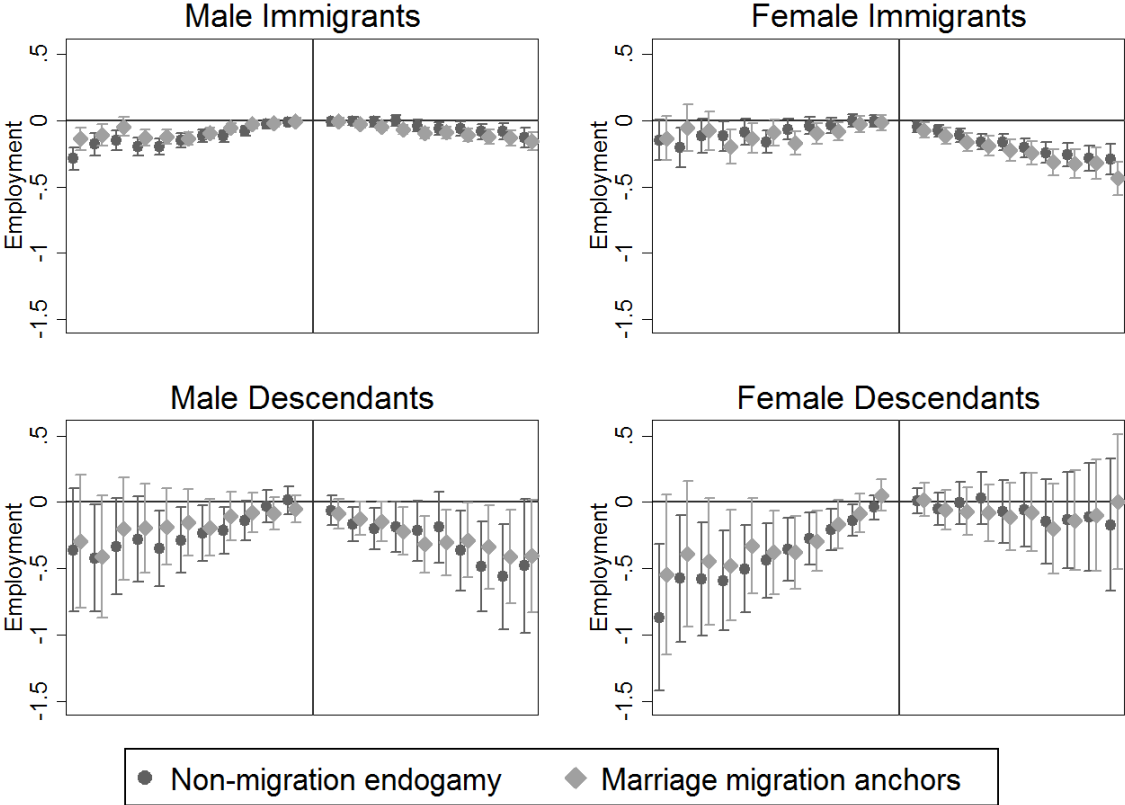 Male Immigrants
Female Immigrants
Employment
.5
0
-.5
-1
-1.5
Employment
.5
0
-.5
-1
-1.5
Male Descendants
Female Descendants
Employment
.5
0
-.5
-1
-1.5
Employment
.5
0
-.5
-1
-1.5
Non-migration endogamy
Marriage migration anchors